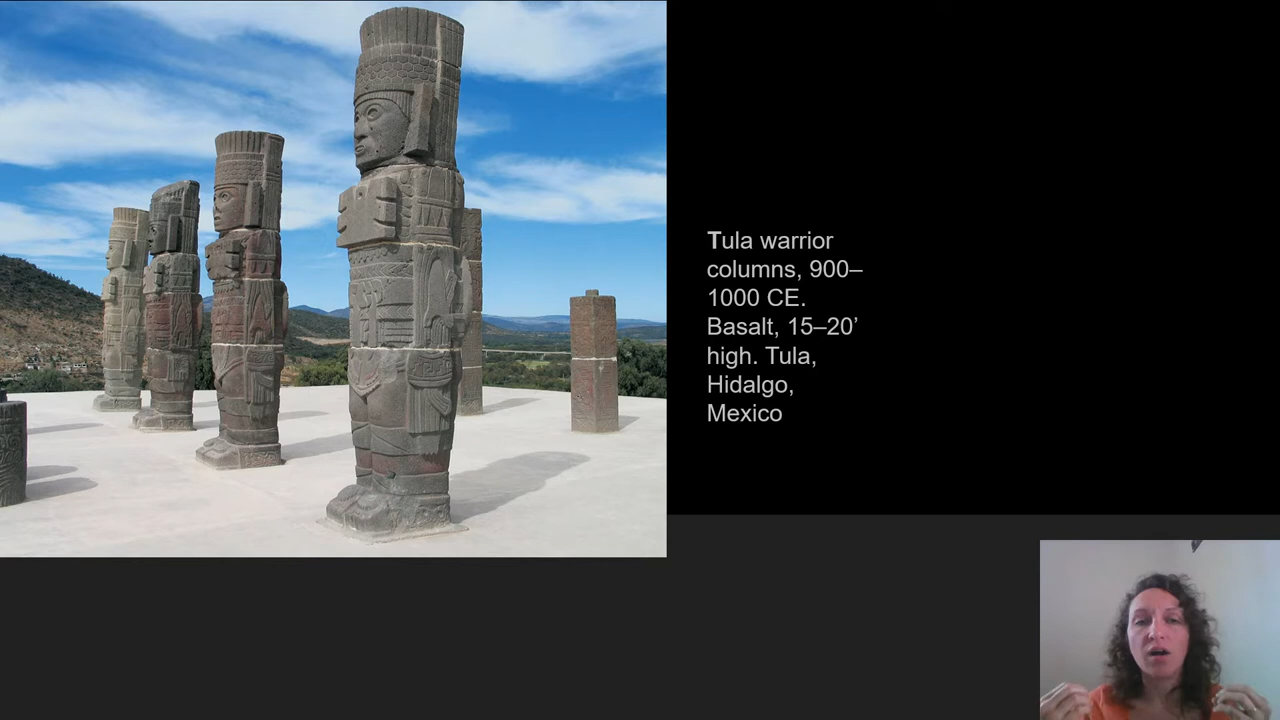 Tula warrior
columns, 900–
1000 CE.
Basalt, 15–20’
high. Tula,
Hidalgo,
Mexico